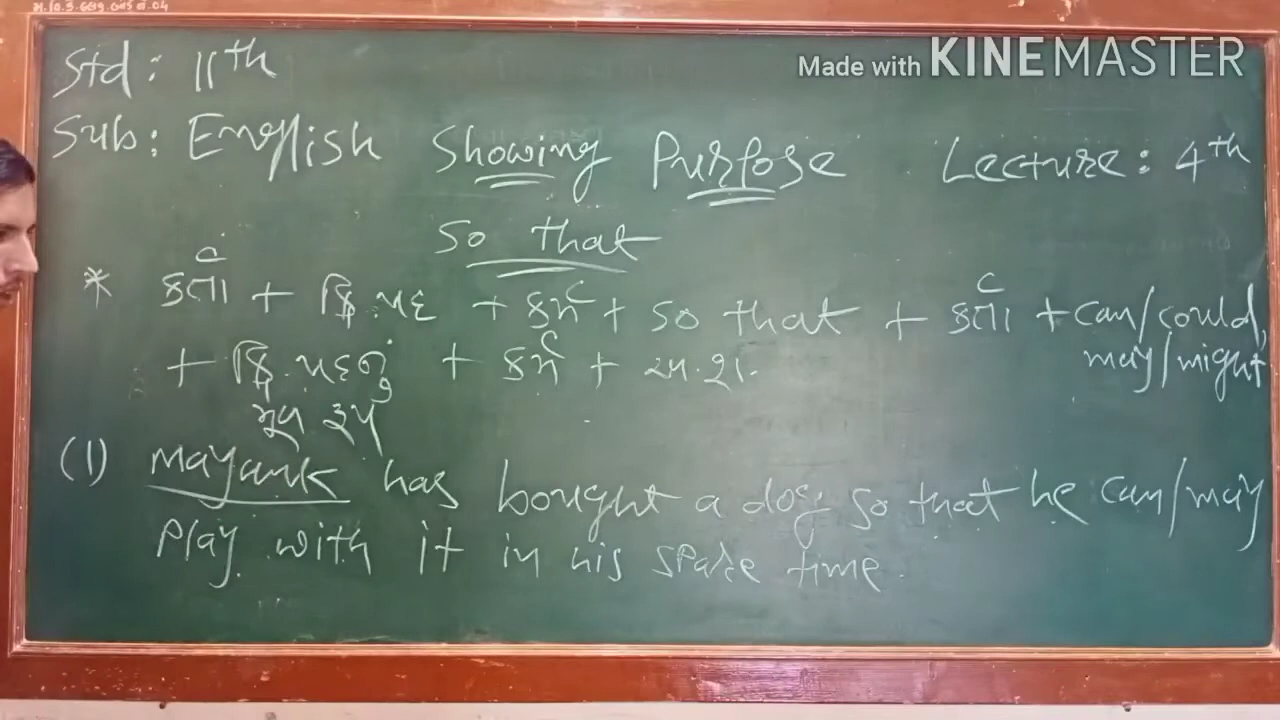 Made with KINEMASTER
Std : 11th
Sub : English Showing Purpose Lecture : 4th
So that
* કર્તા + ક્રિ.પદ + કર્મ + so that + કર્તા + can/could,
may/might
+ ક્રિ.પદનું + કર્મ + અ.શ.
મૂળ રૂપ
(1) Mayank has bought a dog so that he can/may
play with it in his spare time.